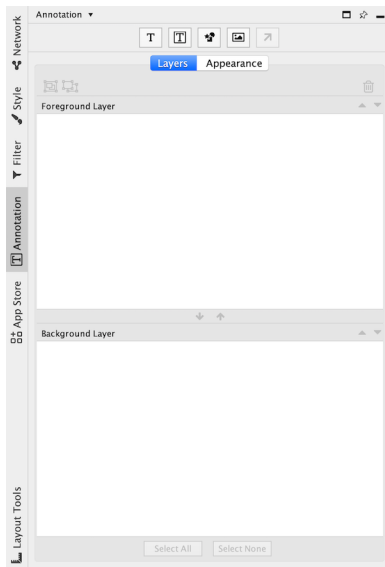 Annotation
T T
Layers Appearance
Foreground Layer
Background Layer
Select All Select None
Network
Style
Filter
T Annotation
App Store
Layout Tools